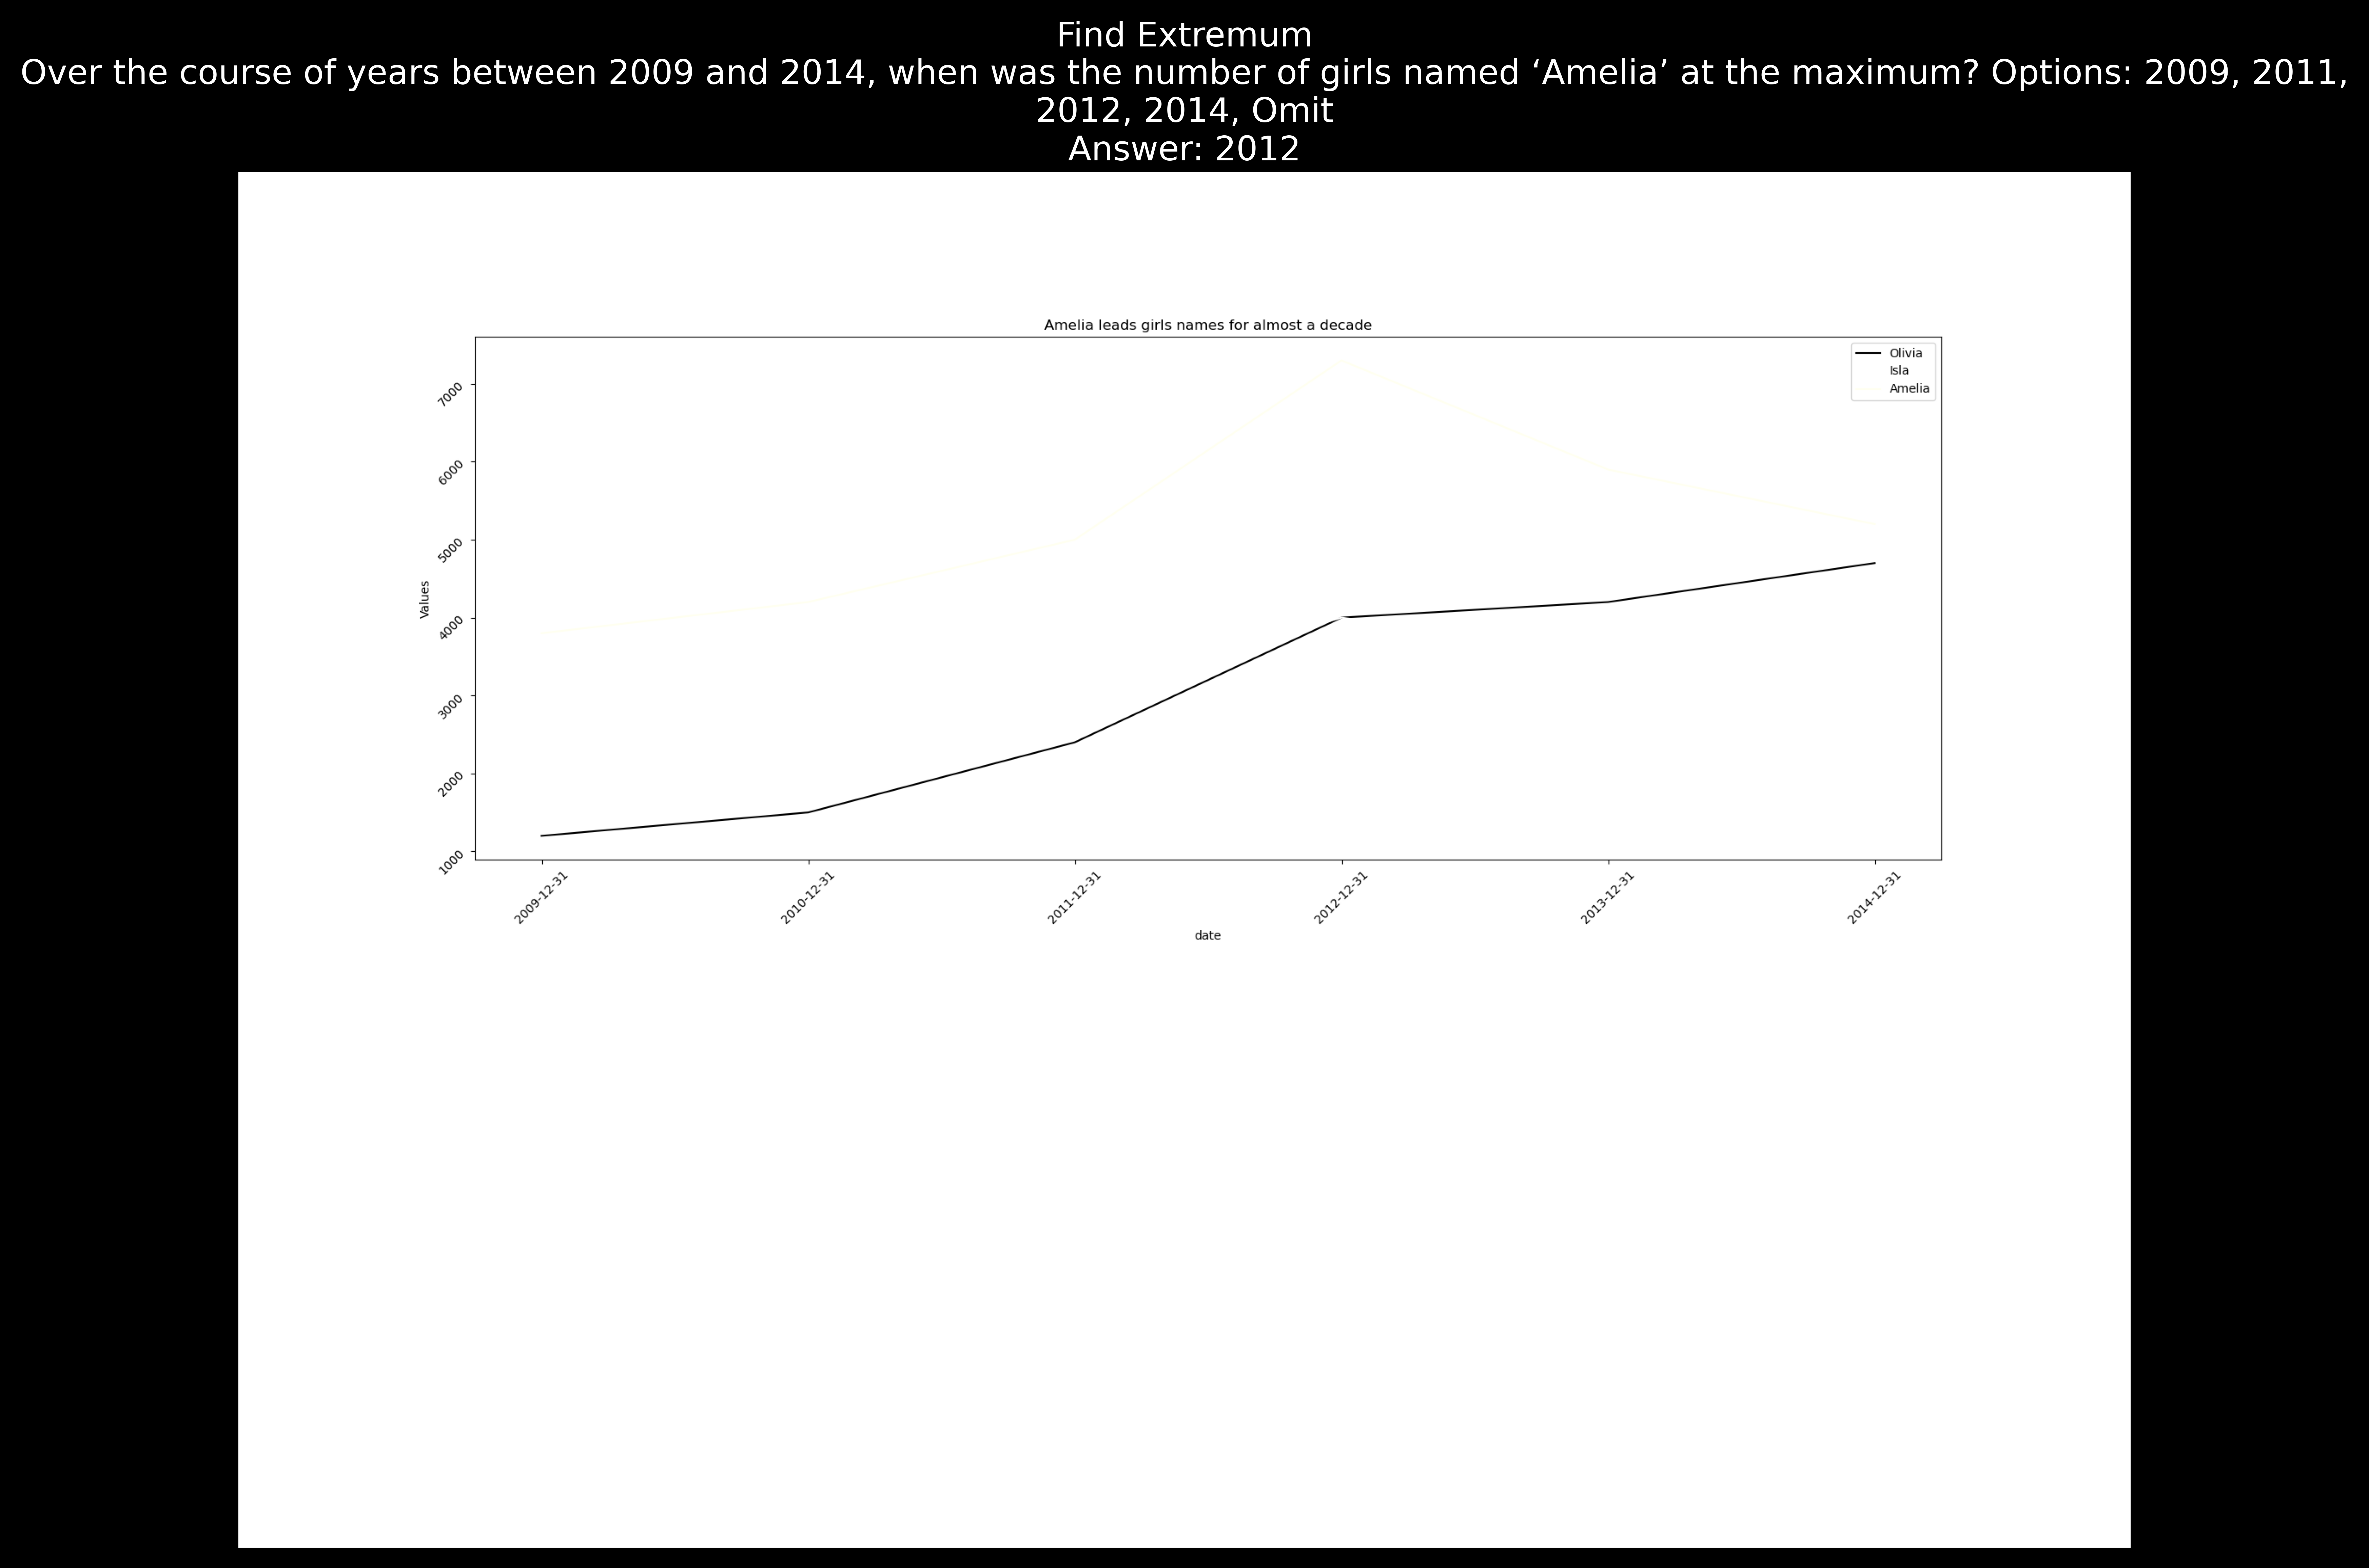 Find Extremum
Over the course of years between 2009 and 2014, when was the number of girls named ‘Amelia’ at the maximum? Options: 2009, 2011,
2012, 2014, Omit
Answer: 2012
Amelia leads girls names for almost a decade
Olivia
Isla
Amelia
7000
6000
5000
4000
3000
2000
1000
Values
2009-12-31
2010-12-31
2011-12-31
2012-12-31
2013-12-31
2014-12-31
date